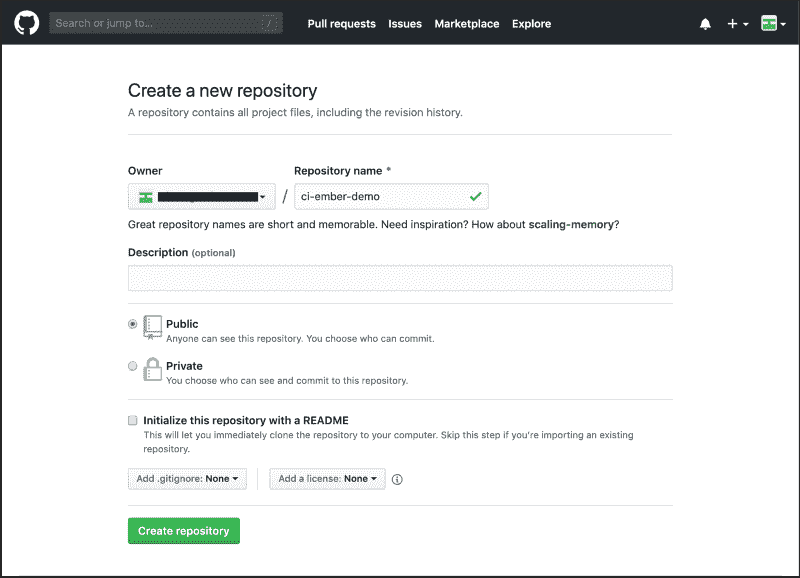 Search or jump to... /
Pull requests Issues Marketplace Explore
Create a new repository
A repository contains all project files, including the revision history.
Owner Repository name *
/ ci-ember-demo
Great repository names are short and memorable. Need inspiration? How about scaling-memory?
Description (optional)
Public
Anyone can see this repository. You choose who can commit.
Private
You choose who can see and commit to this repository.
Initialize this repository with a README
This will let you immediately clone the repository to your computer. Skip this step if you're importing an existing
repository.
Add .gitignore: None Add a license: None
Create repository